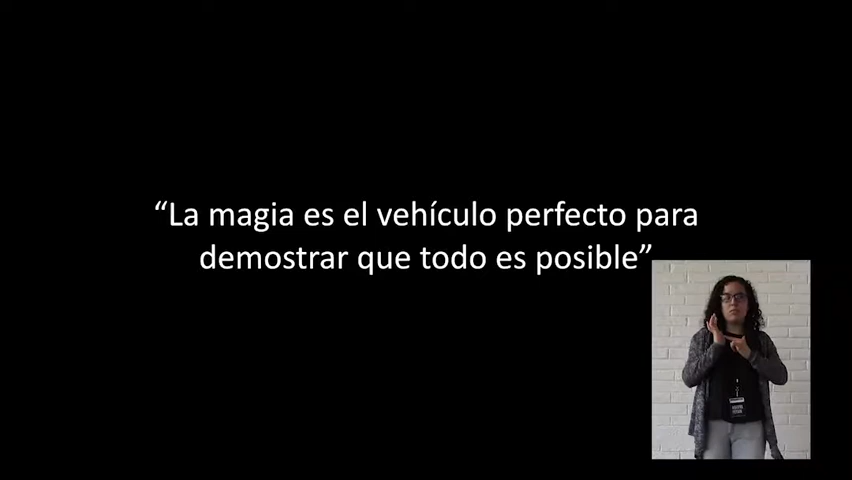 “La magia es el vehículo perfecto para
demostrar que todo es posible”